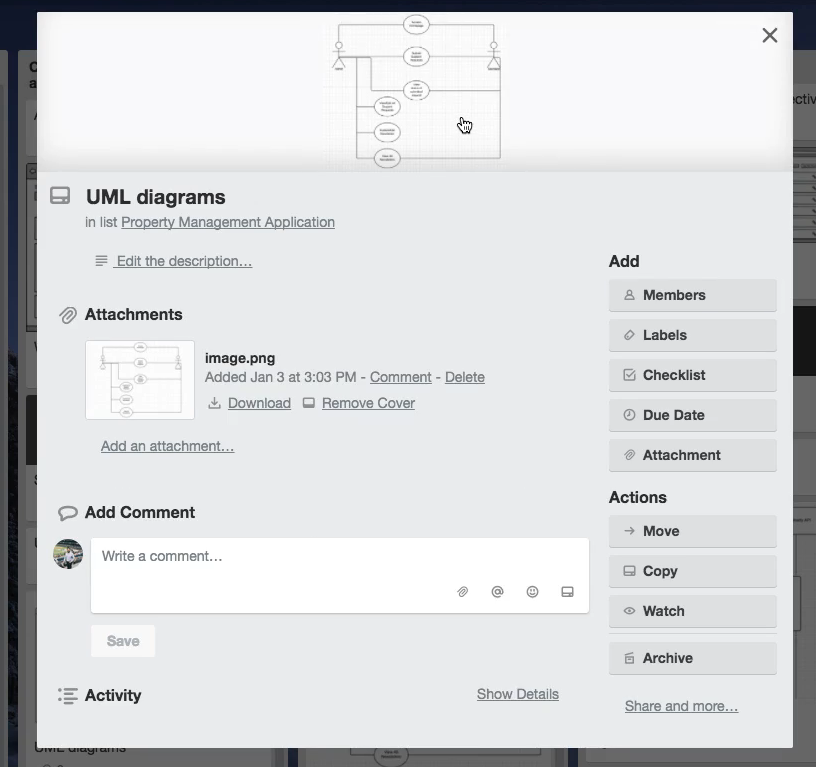 UML diagrams
in list Property Management Application
Edit the description…
Attachments
image.png
Added Jan 3 at 3:03 PM - Comment - Delete
Download Remove Cover
Add an attachment…
Add Comment
Write a comment…
Save
Activity
Show Details
Add
Members
Labels
Checklist
Due Date
Attachment
Actions
Move
Copy
Watch
Archive
Share and more…
UML diagrams